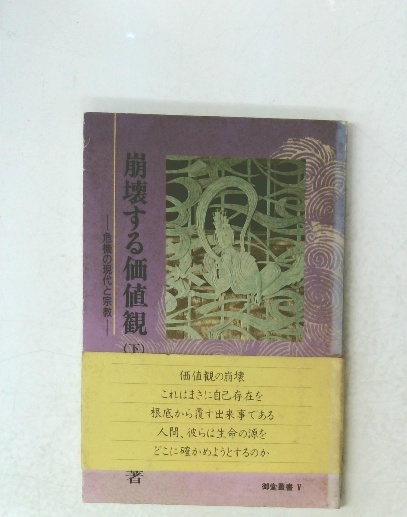 崩壊する価値観
(下)
―危機の現代と宗教―
価値観の崩壊
これはまさに自己存在を
根底から覆す出来事である
人間、彼らは生命の源を
どこに確かめようとするのか
著
御堂叢書 V